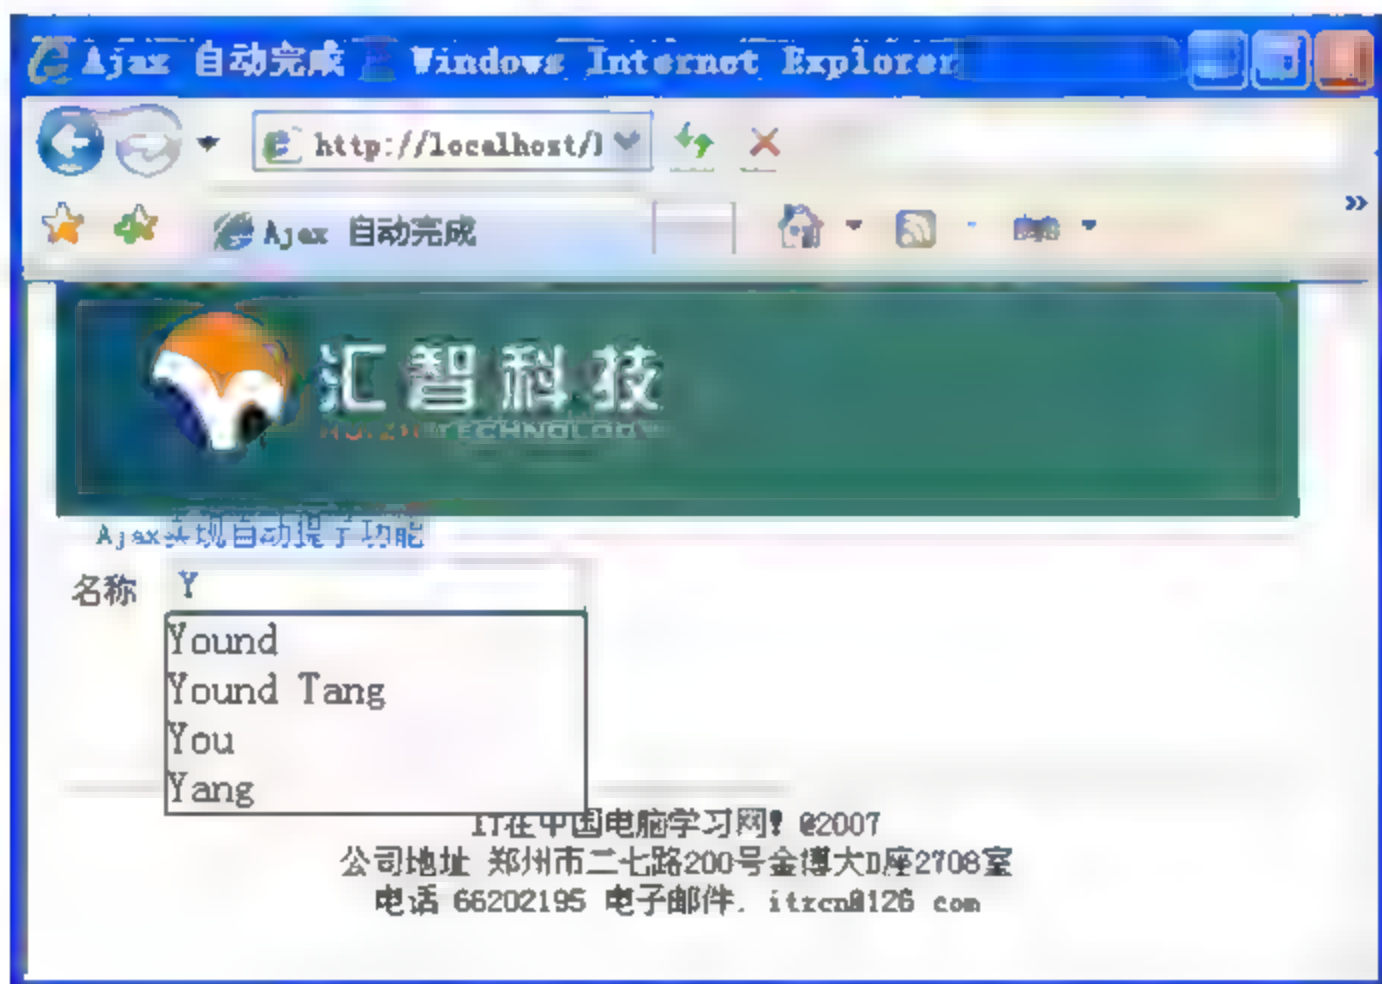 Ajax 自动完成 Windows Internet Explorer
http://localhost/l
Ajax 自动完成
汇智科技
HUIZHI TECHNOLOGY
Ajax实现自动提示功能
名称 Y
Yound
Yound Tang
You
Yang
IT在中国电脑学习网! @2007
公司地址 郑州市二七路200号金博大D座2708室
电话 66202195 电子邮件. itzcn@126 com